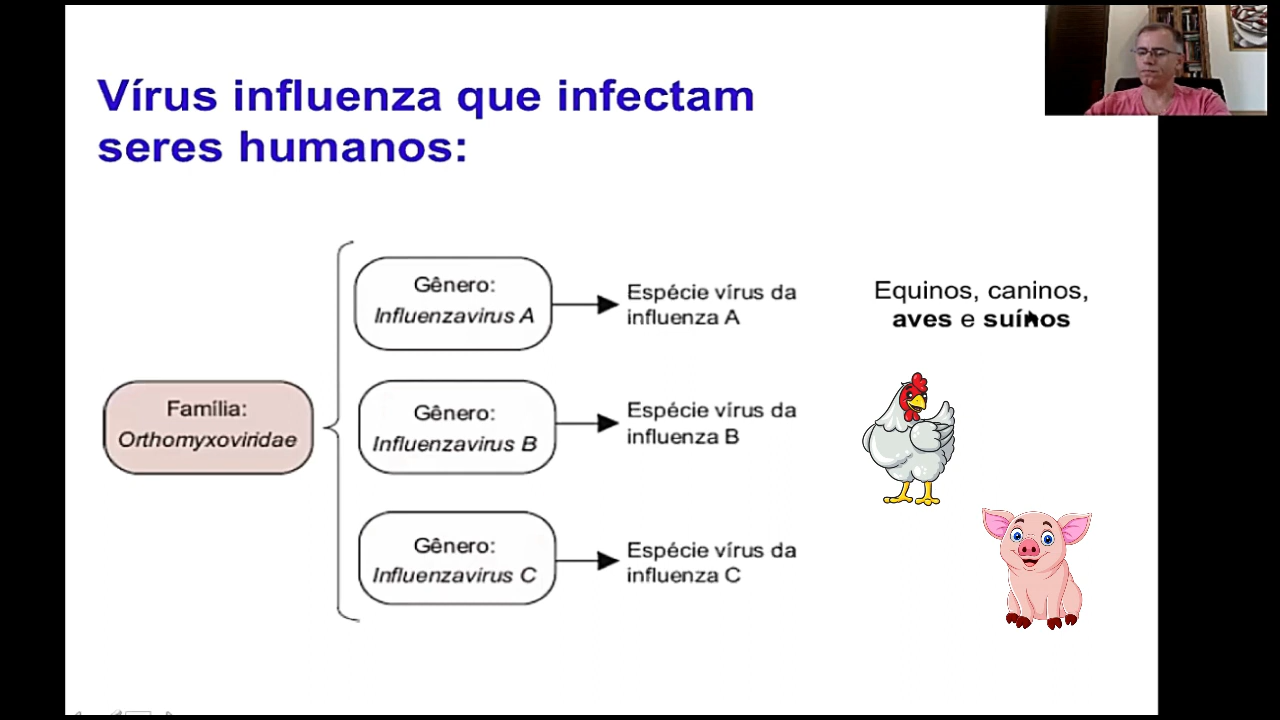 Vírus influenza que infectam
seres humanos:
Família:
Orthomyxoviridae
Gênero:
Influenzavirus A
Espécie vírus da
influenza A
Equinos, caninos,
aves e suínos
Gênero:
Influenzavirus B
Espécie vírus da
influenza B
Gênero:
Influenzavirus C
Espécie vírus da
influenza C